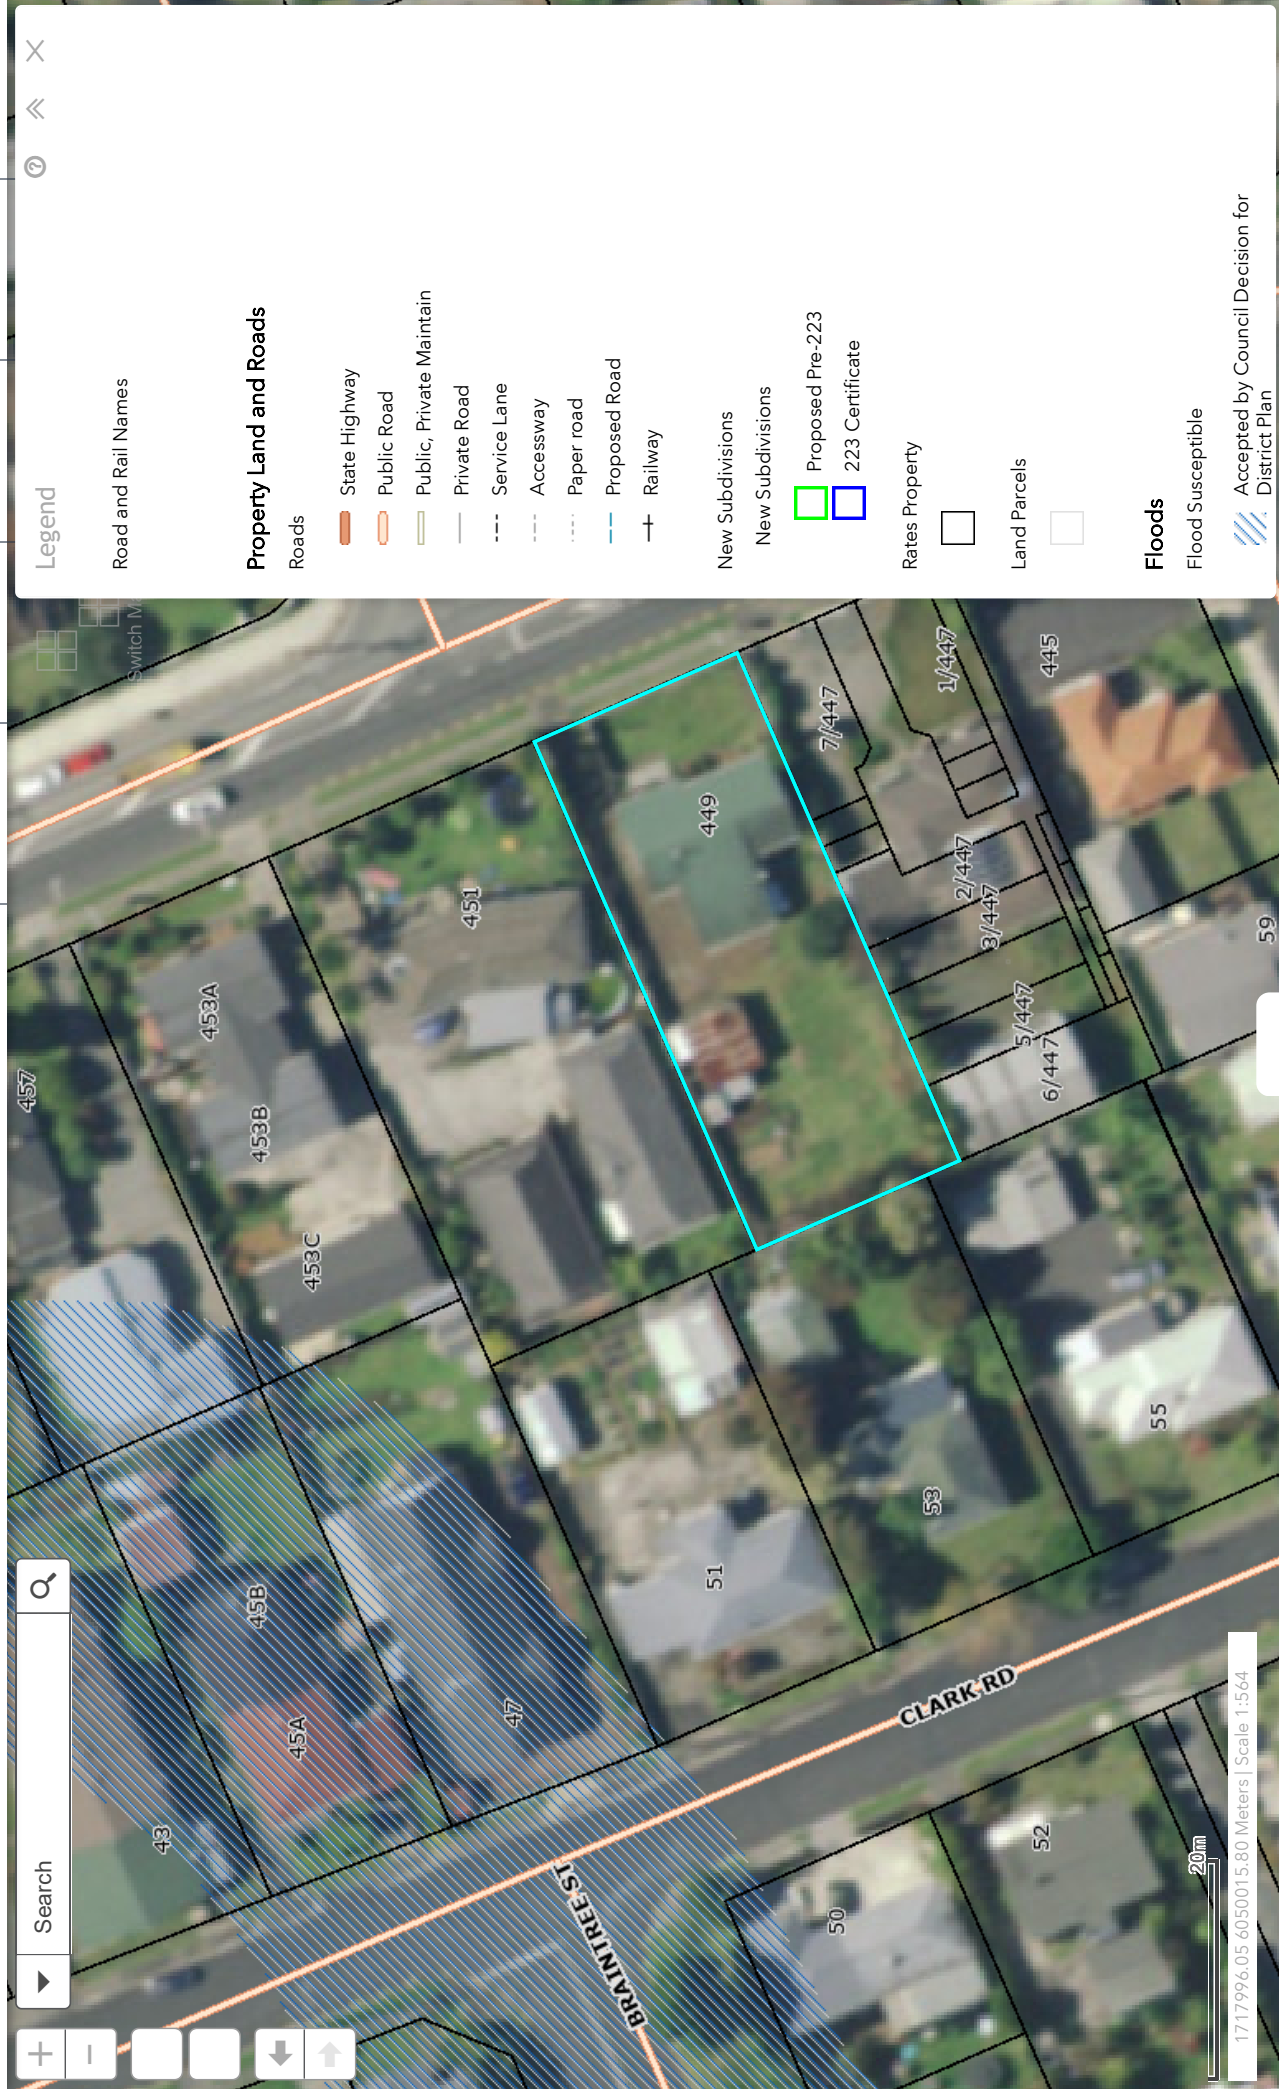 Search
Legend
Road and Rail Names
Property Land and Roads
Roads
State Highway
Public Road
Public, Private Maintain
Private Road
Service Lane
Accessway
Paper road
Proposed Road
Railway
New Subdivisions
New Subdivisions
Proposed Pre-223
223 Certificate
Rates Property
Land Parcels
Floods
Flood Susceptible
Accepted by Council Decision for
District Plan
Switch
457
453A
453B
453C
451
449
7/447
1/447
2/447
3/447
5/447
6/447
445
59
43
45B
45A
47
51
53
55
50
52
CLARK RD
BRAINTREE ST
20m
1717996.05 6050015.80 Meters | Scale 1:564